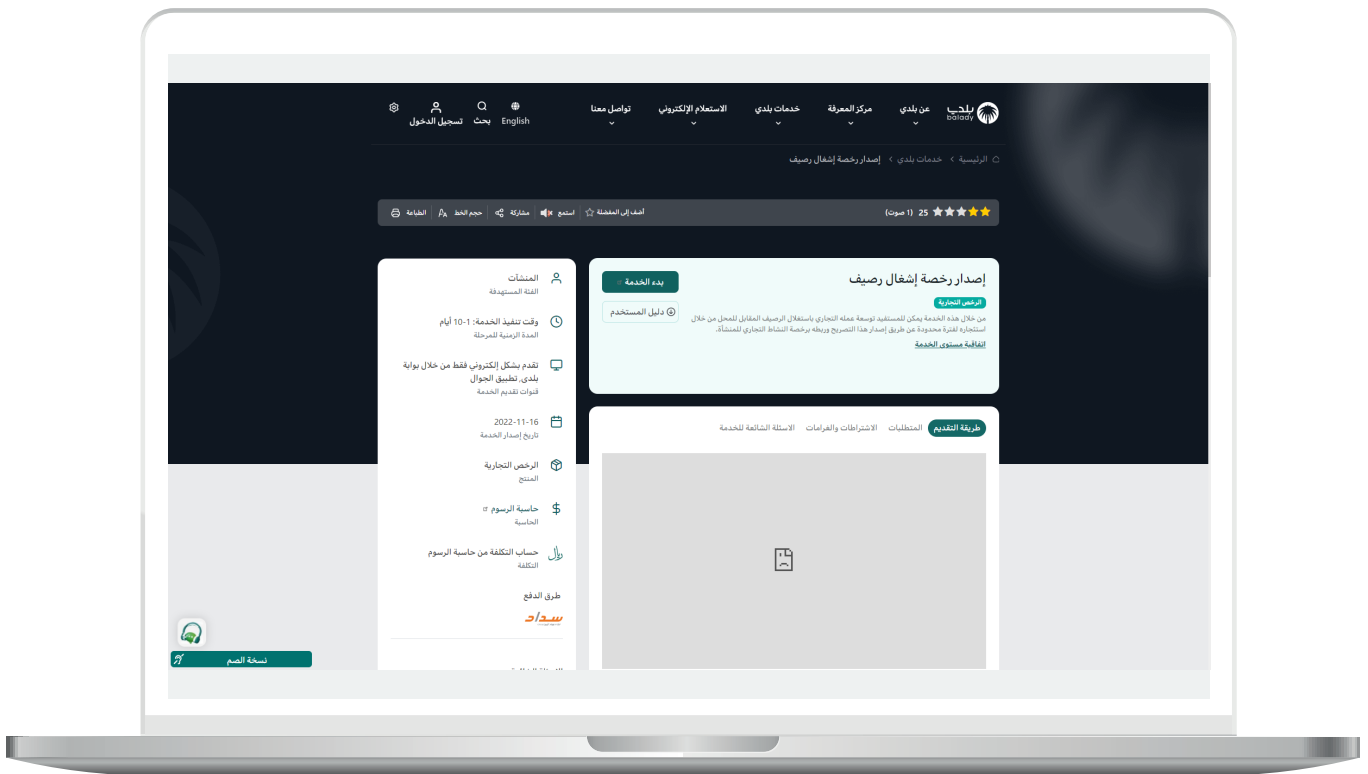 بلدي
balady
عن بلدي
مركز المعرفة
خدمات بلدي
الاستعلام الإلكتروني
تواصل معنا
English
بحث
تسجيل الدخول
الرئيسية > خدمات بلدي > إصدار رخصة إشغال رصيف
25 (1 صوت)
أضف إلى المفضلة
استمع
مشاركة
حجم الخط
الطباعة
إصدار رخصة إشغال رصيف
بدء الخدمة
الرخص التجارية
دليل المستخدم
من خلال هذه الخدمة يمكن للمستفيد توسعة عمله التجاري باستغلال الرصيف المقابل للمحل من خلال
استئجاره لفترة محدودة عن طريق إصدار هذا التصريح وربطه برخصة النشاط التجاري للمنشأة.
اتفاقية مستوى الخدمة
طريقة التقديم
المتطلبات
الاشتراطات والغرامات
الاسئلة الشائعة للخدمة
المنشآت
الفئة المستهدفة
وقت تنفيذ الخدمة: 1-10 أيام
المدة الزمنية للمرحلة
تقدم بشكل إلكتروني فقط من خلال بوابة
بلدي, تطبيق الجوال
قنوات تقديم الخدمة
2022-11-16
تاريخ إصدار الخدمة
الرخص التجارية
المنتج
حاسبة الرسوم
الحاسبة
حساب التكلفة من حاسبة الرسوم
التكلفة
طرق الدفع
سداد
نسخة الصم